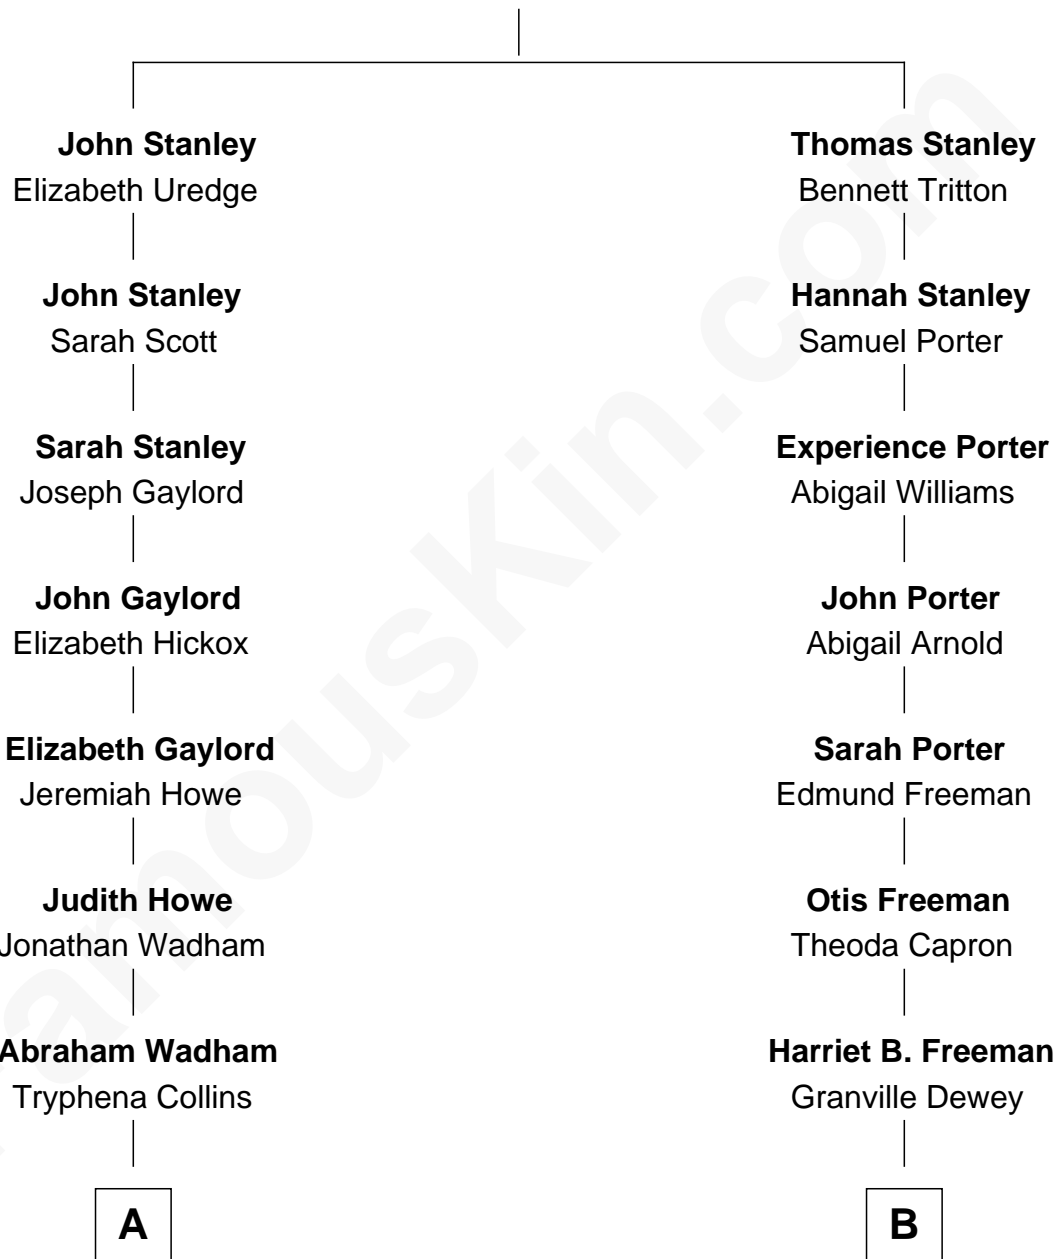 John Stanley
Elizabeth Uredge
Thomas Stanley
Bennett Tritton
John Stanley
Sarah Scott
Hannah Stanley
Samuel Porter
Sarah Stanley
Joseph Gaylord
Experience Porter
Abigail Williams
John Gaylord
Elizabeth Hickox
John Porter
Abigail Arnold
Elizabeth Gaylord
Jeremiah Howe
Sarah Porter
Edmund Freeman
Judith Howe
Jonathan Wadham
Otis Freeman
Theoda Capron
Abraham Wadham
Tryphena Collins
Harriet B. Freeman
Granville Dewey
A
B
FamousKin.com